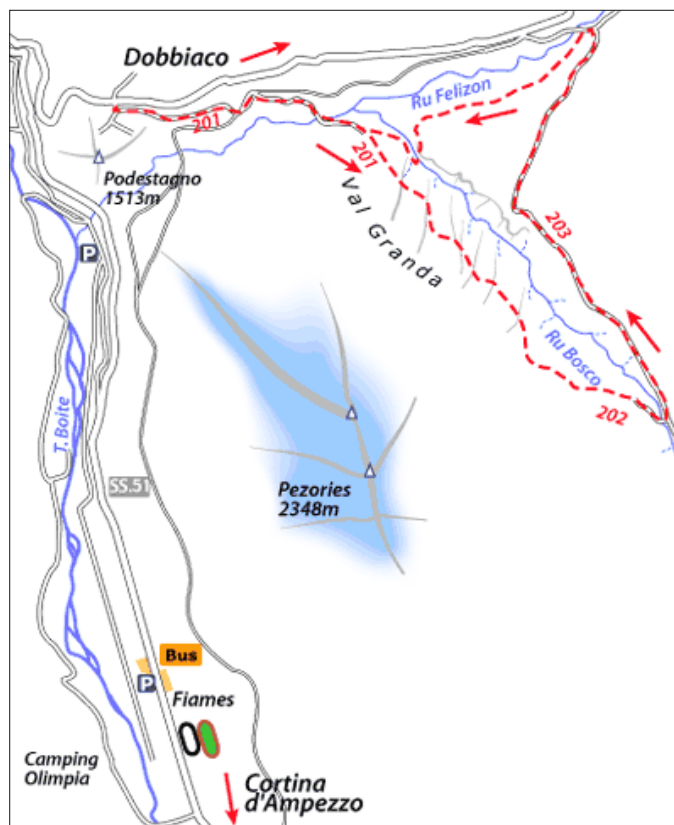 Dobbiaco
Ru Felizon
201
201
Podestagno
1513m
Val Granda
203
P
Ru Bosco
T. Boite
202
Pezories
2348m
SS.51
Bus
P
Fiames
Camping
Olimpia
Cortina
d'Ampezzo